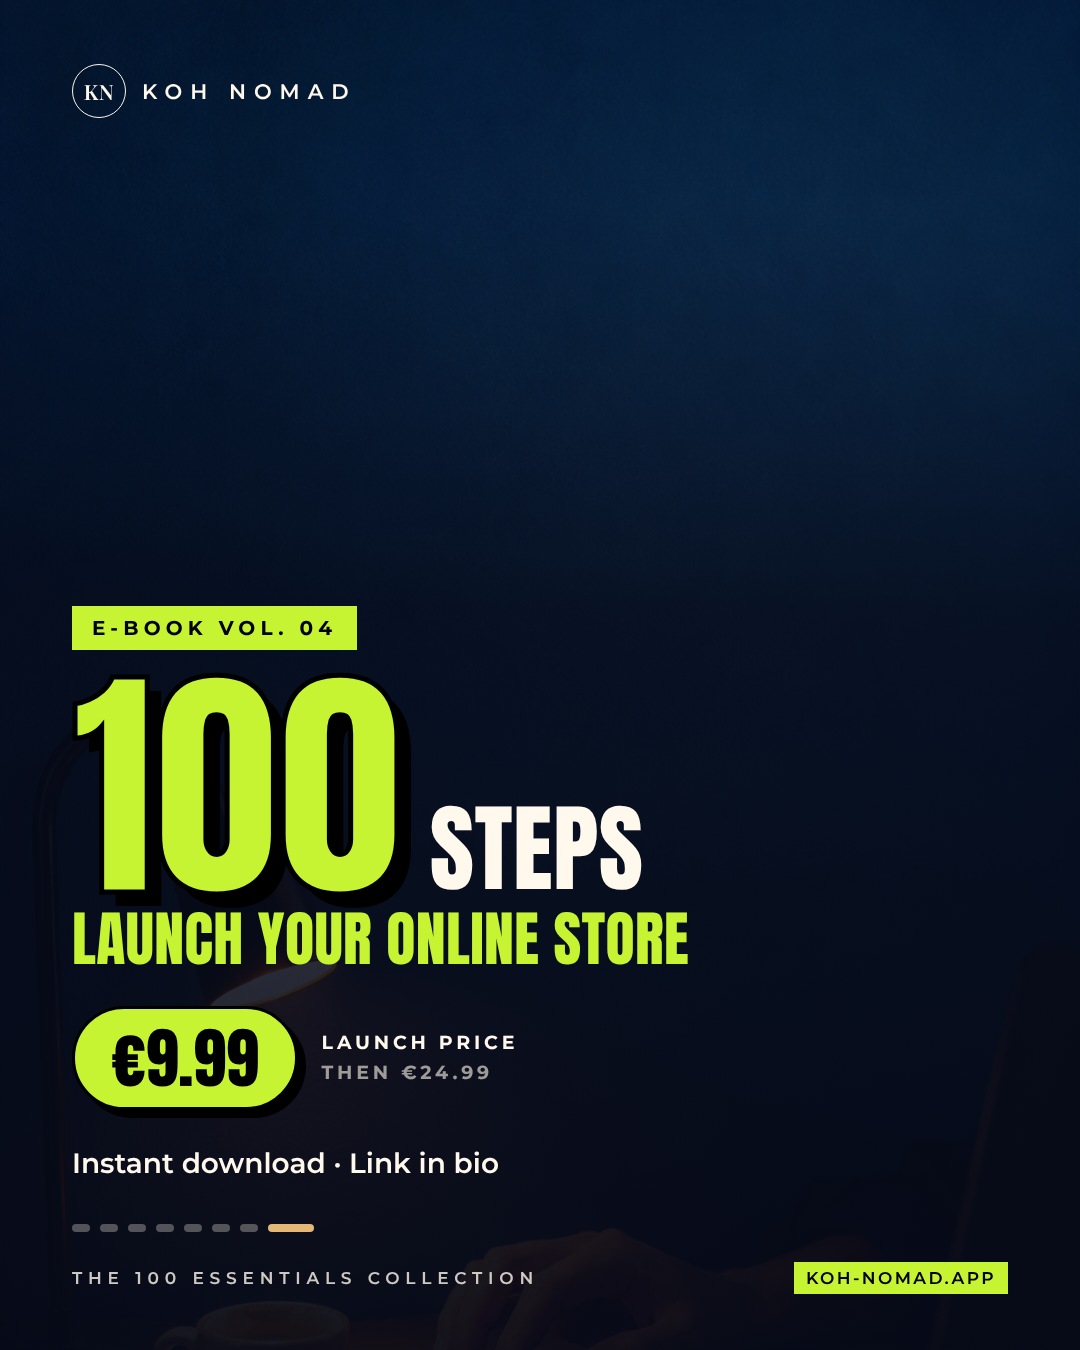 KN KOH NOMAD
E-BOOK VOL. 04
100 STEPS
LAUNCH YOUR ONLINE STORE
€9.99
LAUNCH PRICE
THEN €24.99
Instant download · Link in bio
THE 100 ESSENTIALS COLLECTION
KOH-NOMAD.APP